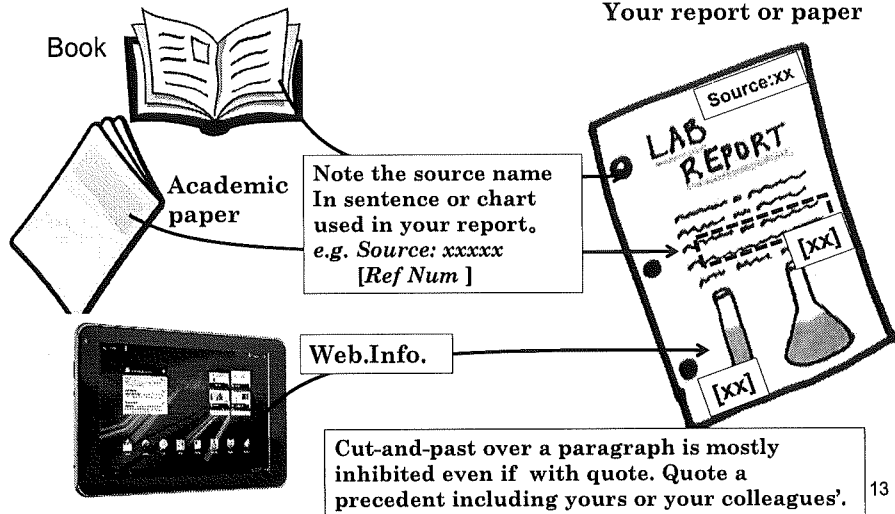 Your report or paper
Book
Source:xx
LAB
REPORT
Academic
paper
Note the source name
In sentence or chart
used in your report。
e.g. Source: xxxxx
[Ref Num ]
[xx]
Web.Info.
[xx]
Cut-and-past over a paragraph is mostly
inhibited even if with quote. Quote a
precedent including yours or your colleagues'.
13